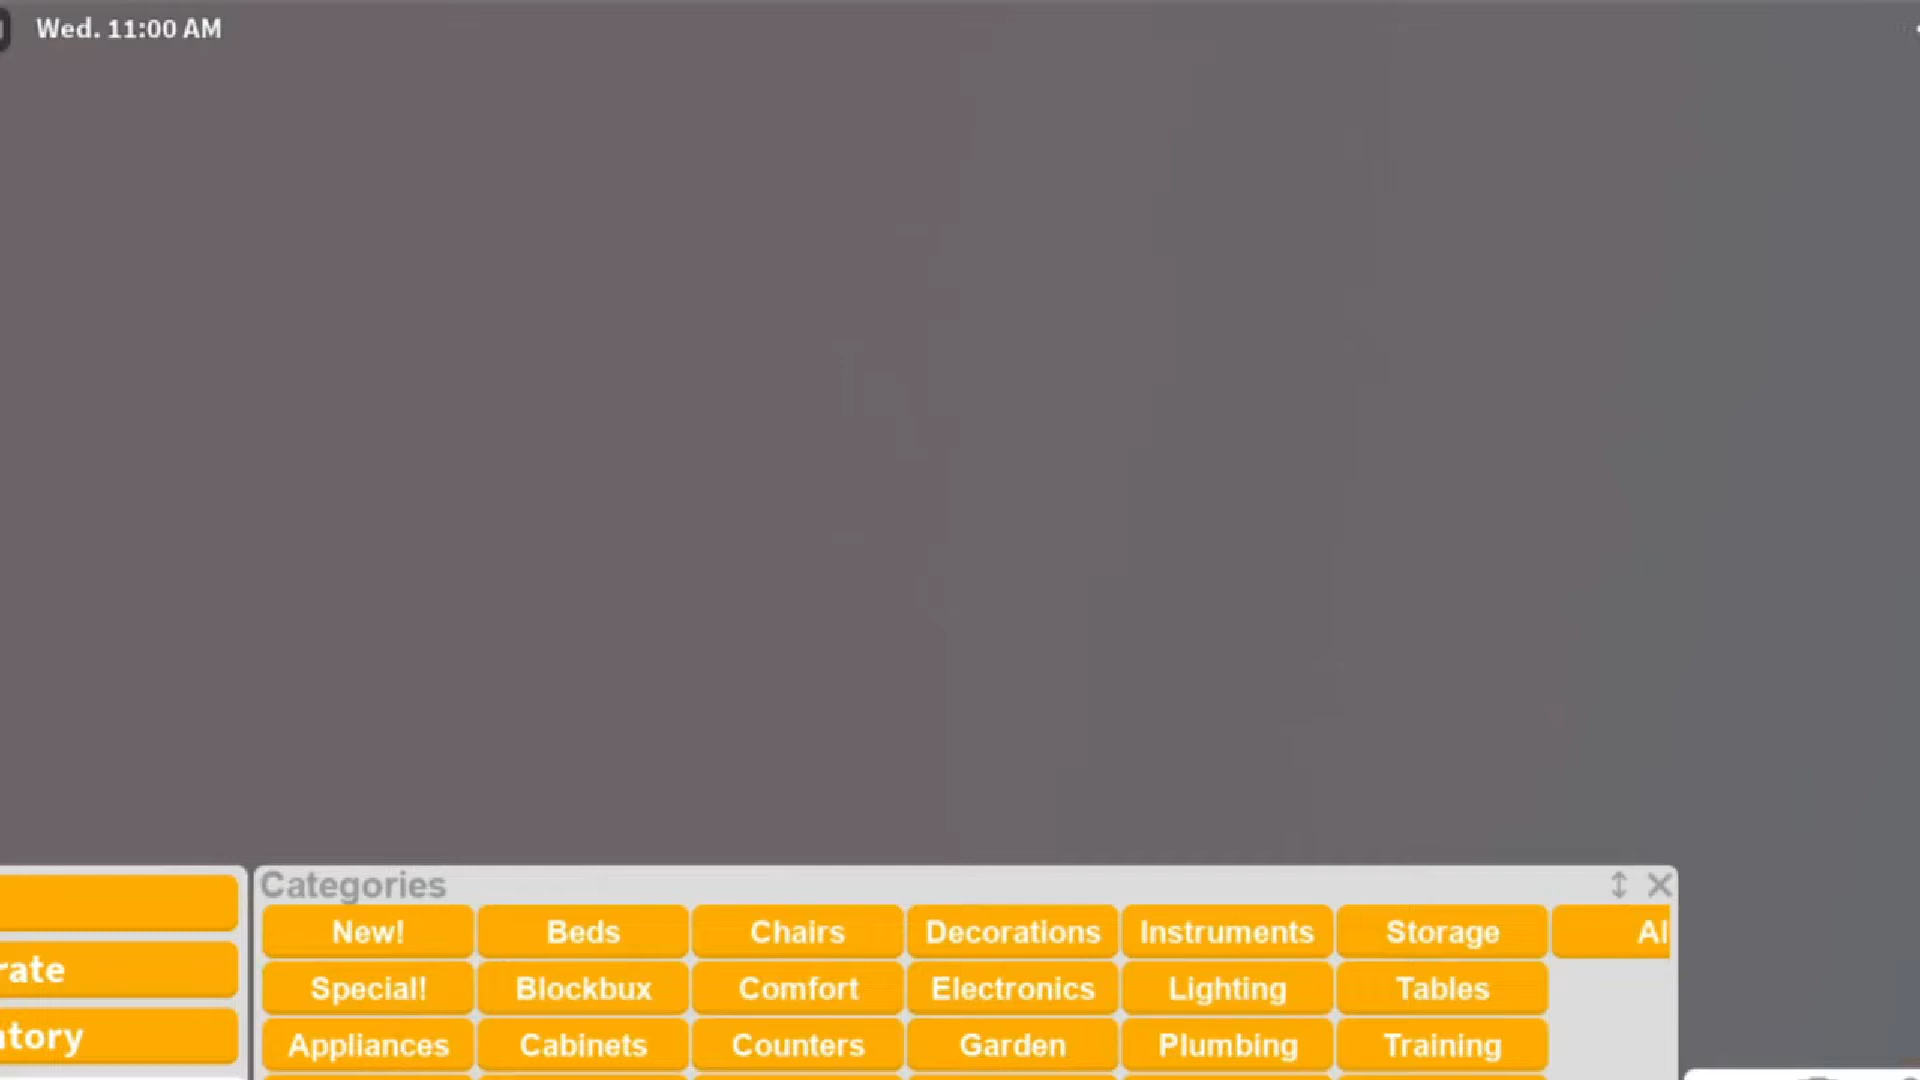 Wed. 11:00 AM
Categories
New! Beds Chairs Decorations Instruments Storage Al
rate
Special! Blockbux Comfort Electronics Lighting Tables
ntory
Appliances Cabinets Counters Garden Plumbing Training